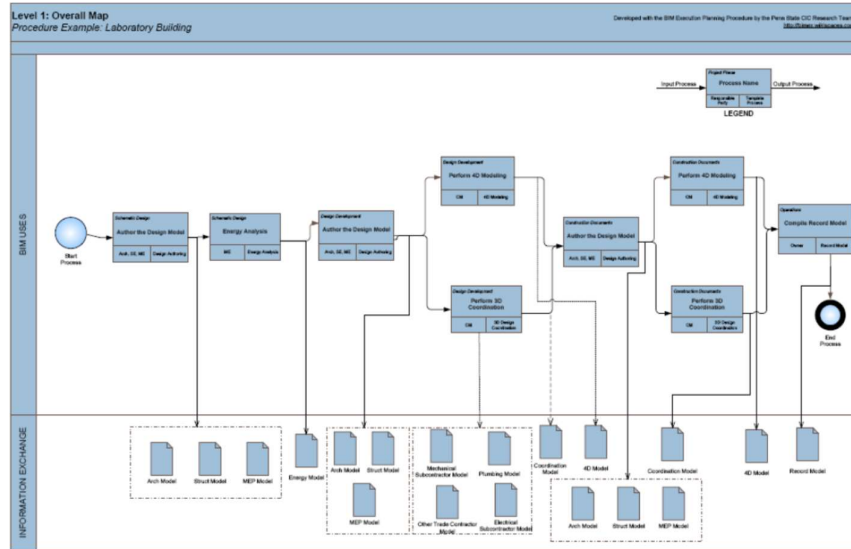 Level 1: Overall Map
Procedure Example: Laboratory Building
Developed with the BIM Execution Planning Procedure by the Penn State CIC Research Team
Project Phase
Process Name
Responsible Party
Template Process
Input Process
Output Process
LEGEND
BIM USES
Start
Process
Schematic Design
Author the Design Model
Arch, SE, ME
Design Authoring
Schematic Design
Energy Analysis
ME
Energy Analysis
Design Development
Author the Design Model
Arch, SE, ME
Design Authoring
Design Development
Perform 4D Modeling
CM
4D Modeling
Design Development
Perform 3D
Coordination
CM
3D Design
Coordination
Construction Documents
Author the Design Model
Arch, SE, ME
Design Authoring
Construction Documents
Perform 4D Modeling
CM
4D Modeling
Construction Documents
Perform 3D
Coordination
CM
3D Design
Coordination
Operations
Compile Record Model
Owner
Record Model
End
Process
INFORMATION EXCHANGE
Arch Model
Struct Model
MEP Model
Energy Model
Arch Model
Struct Model
MEP Model
Mechanical
Subcontractor Model
Plumbing Model
Other Trade Contractor
Model
Electrical
Subcontractor Model
Coordination
Model
4D Model
Arch Model
Struct Model
MEP Model
Coordination Model
4D Model
Record Model